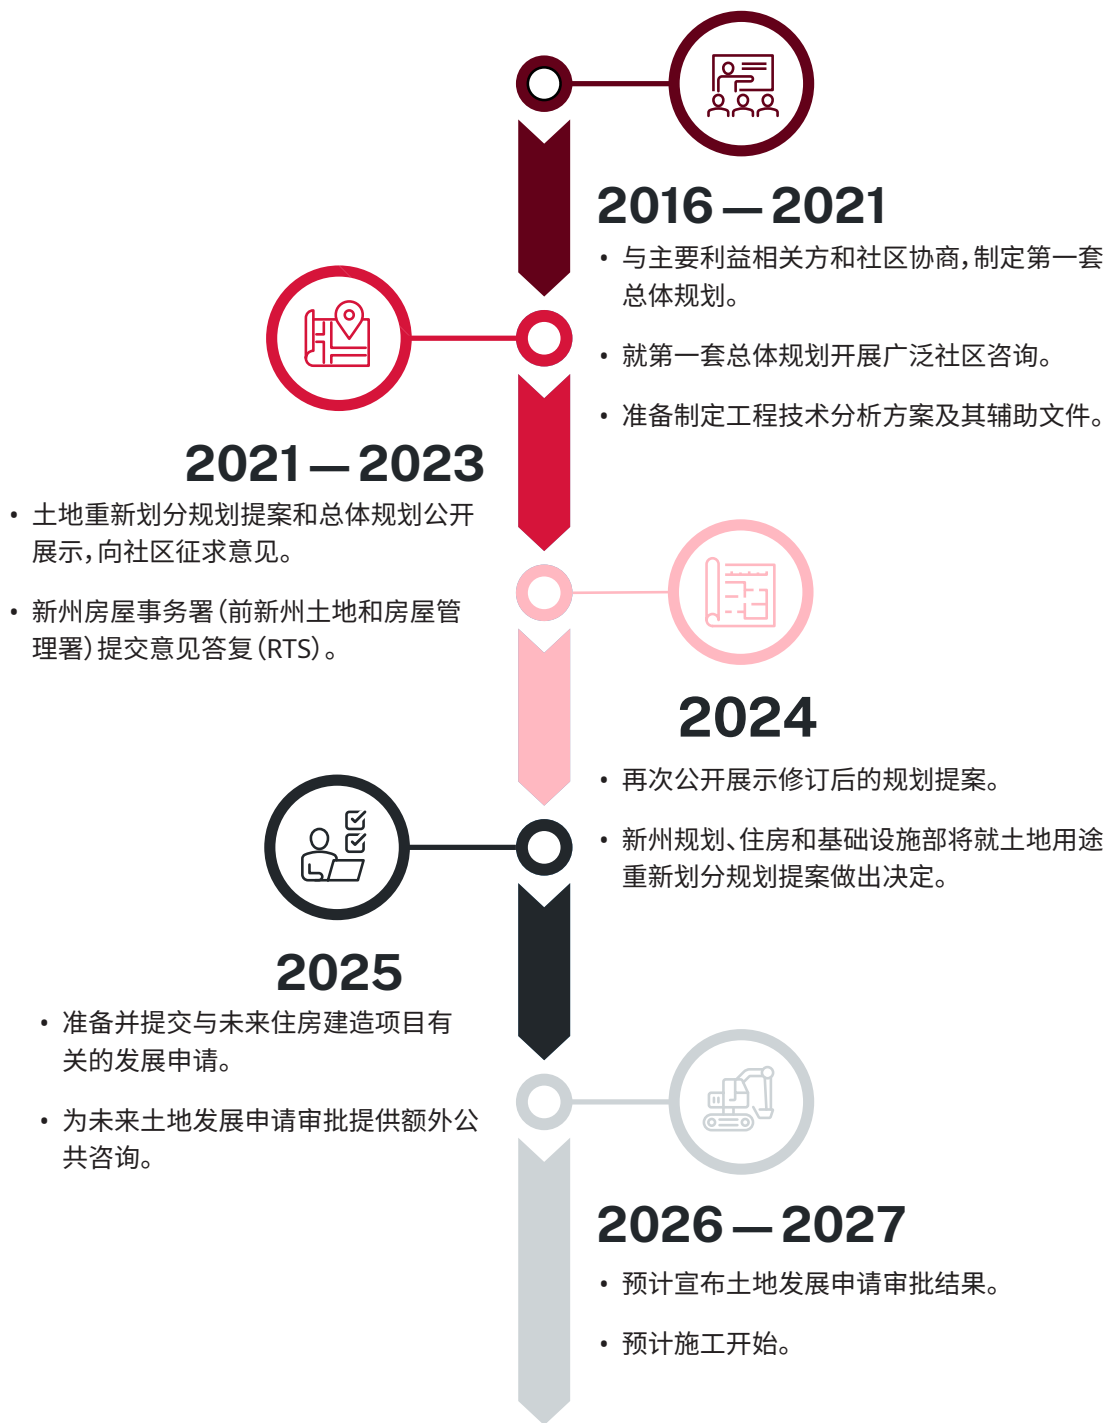 2016 — 2021
• 与主要利益相关方和社区协商，制定第一套
总体规划。
• 就第一套总体规划开展广泛社区咨询。
• 准备制定工程技术分析方案及其辅助文件。
2021 — 2023
• 土地重新划分规划提案和总体规划公开
展示，向社区征求意见。
• 新州房屋事务署（前新州土地和房屋管
理署）提交意见答复（RTS）。
2024
• 再次公开展示修订后的规划提案。
• 新州规划、住房和基础设施部将就土地用途
重新划分规划提案做出决定。
2025
• 准备并提交与未来住房建造项目有
关的发展申请。
• 为未来土地发展申请审批提供额外公
共咨询。
2026 — 2027
• 预计宣布土地发展申请审批结果。
• 预计施工开始。